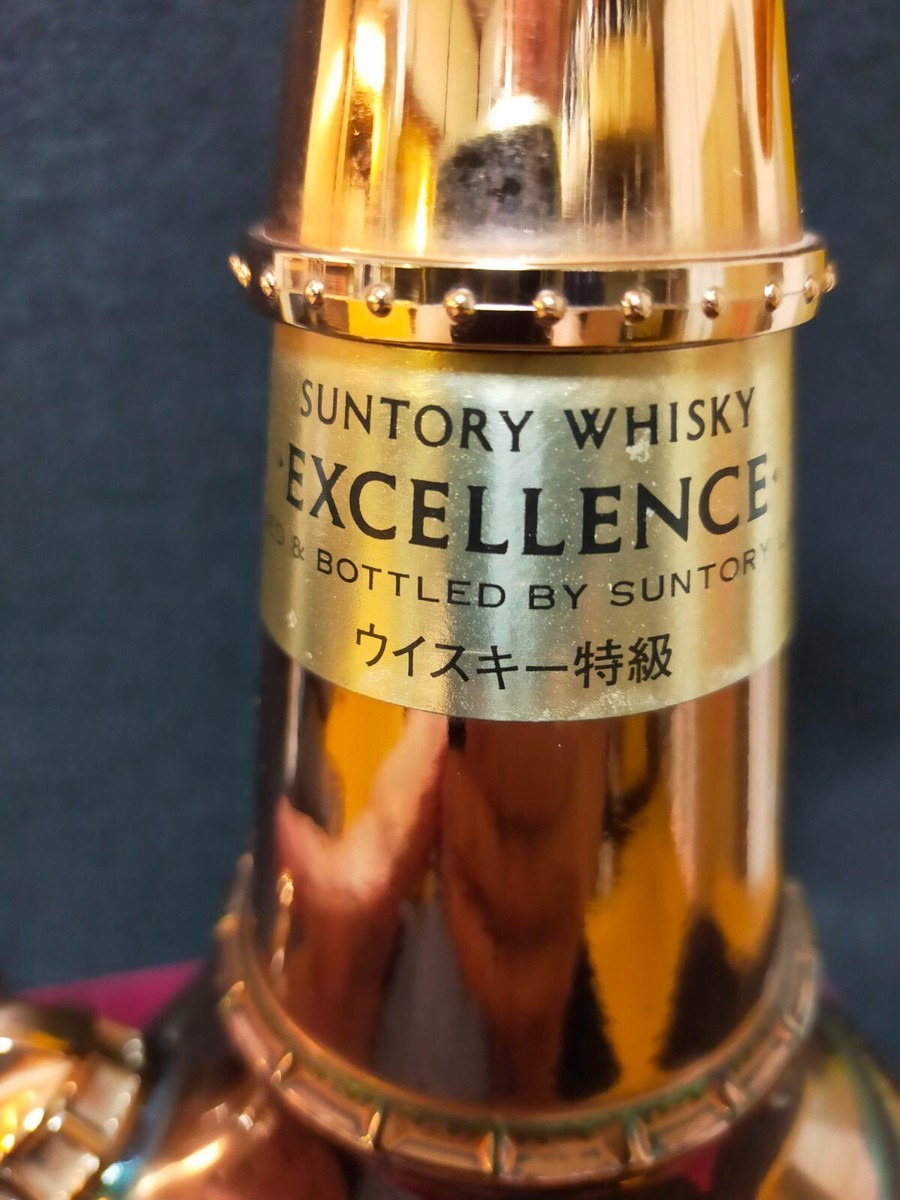 SUNTORY WHISKY
·EXCELLENCE·
& BOTTLED BY SUNTORY
ウイスキー特級